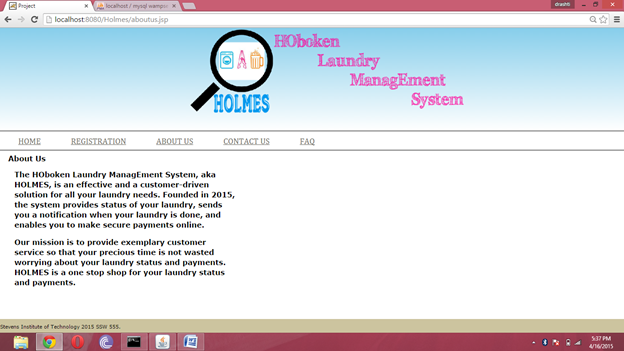 Project
localhost / mysql wampse
drashti
localhost:8080/Holmes/aboutus.jsp
HOboken
Laundry
ManagEment
System
HOLMES
HOME REGISTRATION ABOUT US CONTACT US FAQ
About Us
The HOboken Laundry ManagEment System, aka
HOLMES, is an effective and a customer-driven
solution for all your laundry needs. Founded in 2015,
the system provides status of your laundry, sends
you a notification when your laundry is done, and
enables you to make secure payments online.
Our mission is to provide exemplary customer
service so that your precious time is not wasted
worrying about your laundry status and payments.
HOLMES is a one stop shop for your laundry status
and payments.
Stevens Institute of Technology 2015 SSW 555.
5:37 PM
4/16/2015